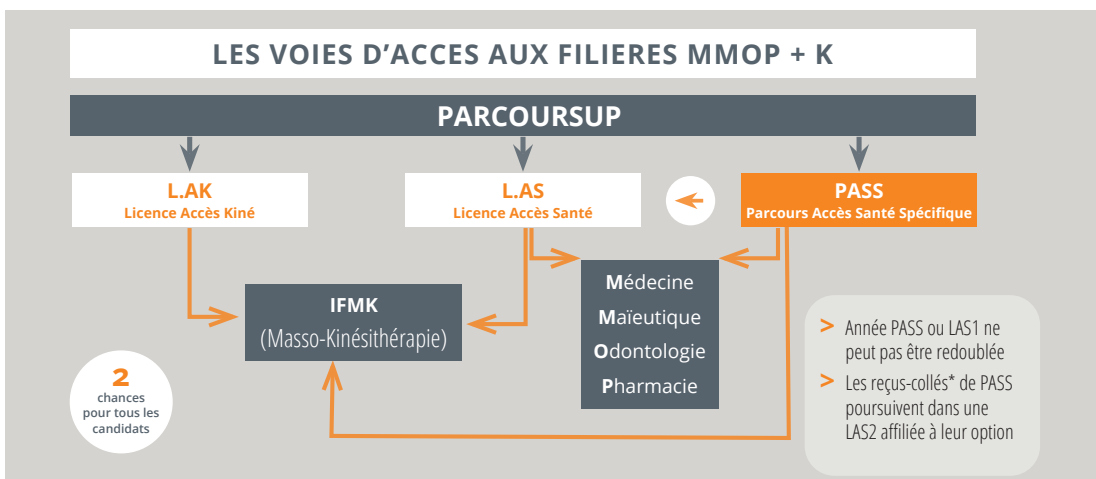 LES VOIES D’ACCES AUX FILIERES MMOP + K
PARCOURSUP
L.AK
Licence Accès Kiné
L.AS
Licence Accès Santé
PASS
Parcours Accès Santé Spécifique
IFMK
(Masso-Kinésithérapie)
Médecine
Maïeutique
Odontologie
Pharmacie
2
chances
pour tous les
candidats
> Année PASS ou LAS1 ne
peut pas être redoublée
> Les reçus-collés* de PASS
poursuivent dans une
LAS2 affiliée à leur option